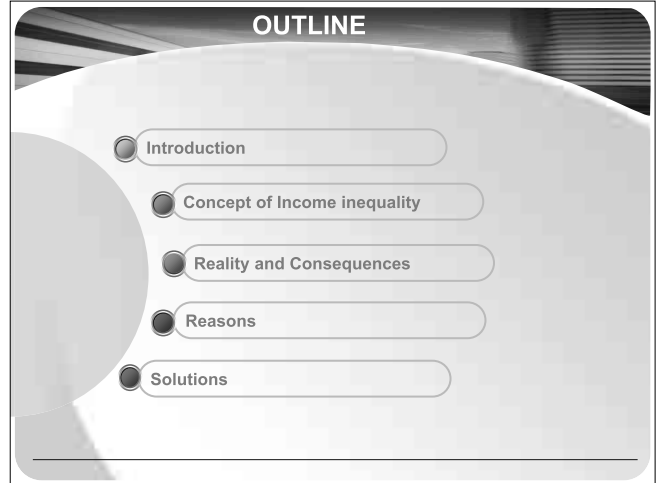 OUTLINE
Introduction
Concept of Income inequality
Reality and Consequences
Reasons
Solutions